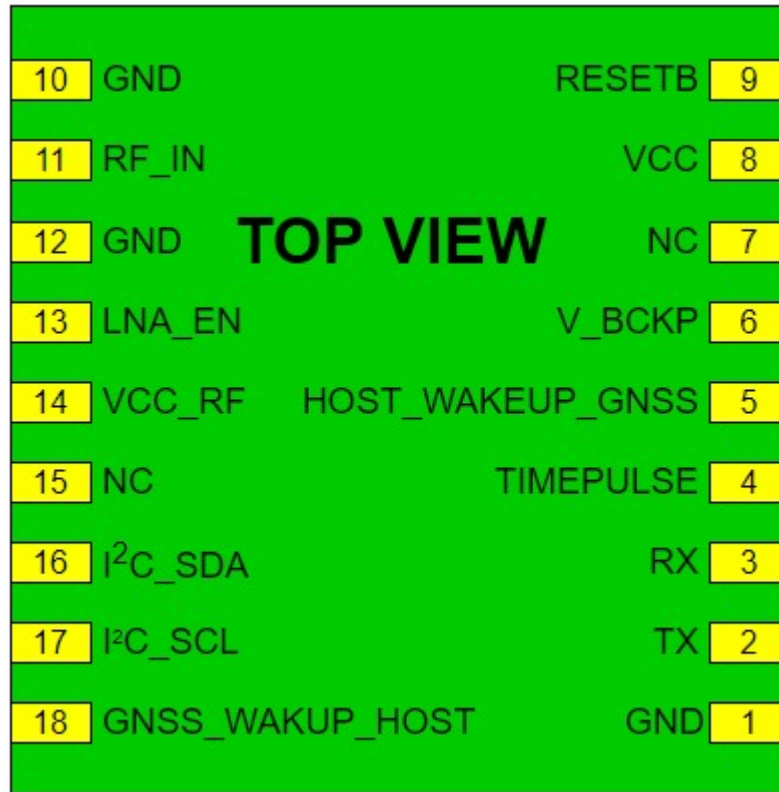 10 GND RESETB 9
11 RF_IN VCC 8
12 GND TOP VIEW NC 7
13 LNA_EN V_BCKP 6
14 VCC_RF HOST_WAKEUP_GNSS 5
15 NC TIMEPULSE 4
16 I²C_SDA RX 3
17 I²C_SCL TX 2
18 GNSS_WAKUP_HOST GND 1